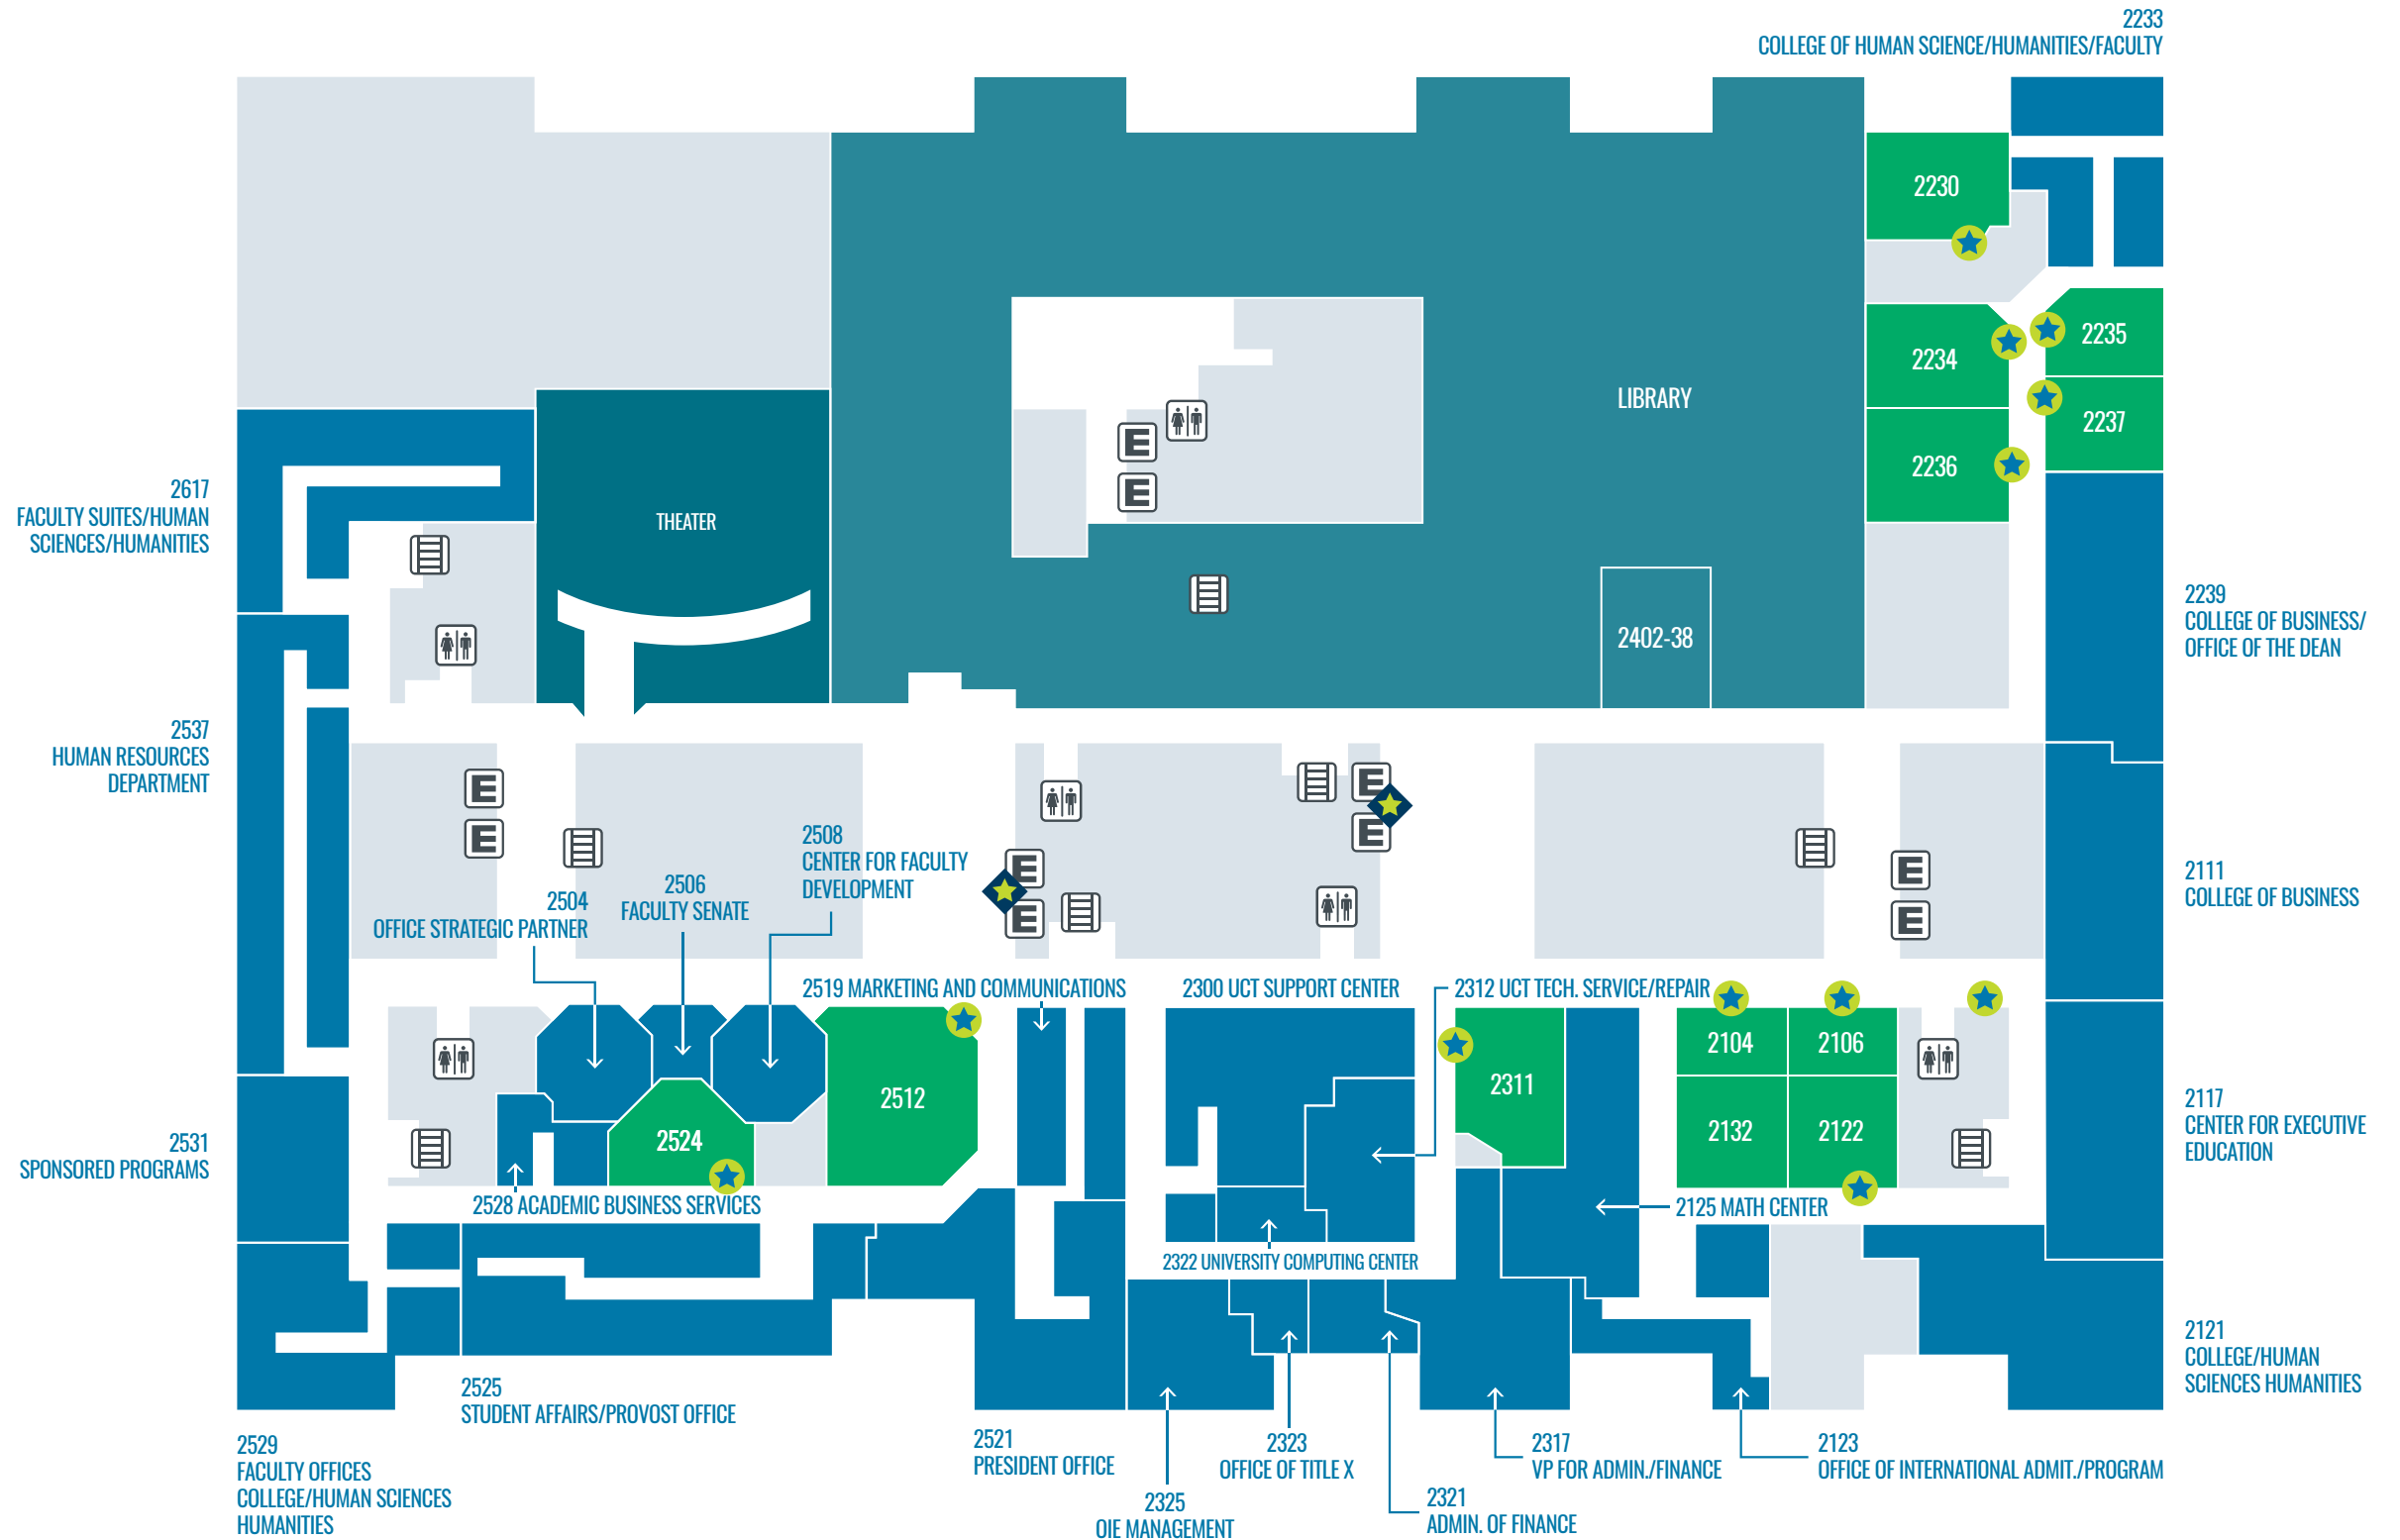 2233
COLLEGE OF HUMAN SCIENCE/HUMANITIES/FACULTY
2230
2235
2234
2237
2236
LIBRARY
2617
FACULTY SUITES/HUMAN
SCIENCES/HUMANITIES
THEATER
E
E
2402-38
2239
COLLEGE OF BUSINESS/
OFFICE OF THE DEAN
2537
HUMAN RESOURCES
DEPARTMENT
E
E
E
E
E
E
E
E
2508
CENTER FOR FACULTY
DEVELOPMENT
2506
FACULTY SENATE
2504
OFFICE STRATEGIC PARTNER
2111
COLLEGE OF BUSINESS
2519 MARKETING AND COMMUNICATIONS
2300 UCT SUPPORT CENTER
2312 UCT TECH. SERVICE/REPAIR
2104
2106
2311
2512
2524
2132
2122
2117
CENTER FOR EXECUTIVE
EDUCATION
2531
SPONSORED PROGRAMS
2528 ACADEMIC BUSINESS SERVICES
2125 MATH CENTER
2322 UNIVERSITY COMPUTING CENTER
2121
COLLEGE/HUMAN
SCIENCES HUMANITIES
2525
STUDENT AFFAIRS/PROVOST OFFICE
2529
FACULTY OFFICES
COLLEGE/HUMAN SCIENCES
HUMANITIES
2521
PRESIDENT OFFICE
2323
OFFICE OF TITLE X
2317
VP FOR ADMIN./FINANCE
2123
OFFICE OF INTERNATIONAL ADMIT./PROGRAM
2325
OIE MANAGEMENT
2321
ADMIN. OF FINANCE